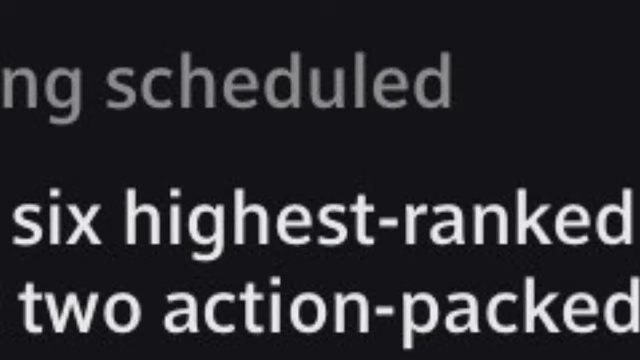 ng scheduled
six highest-ranked
two action-packed